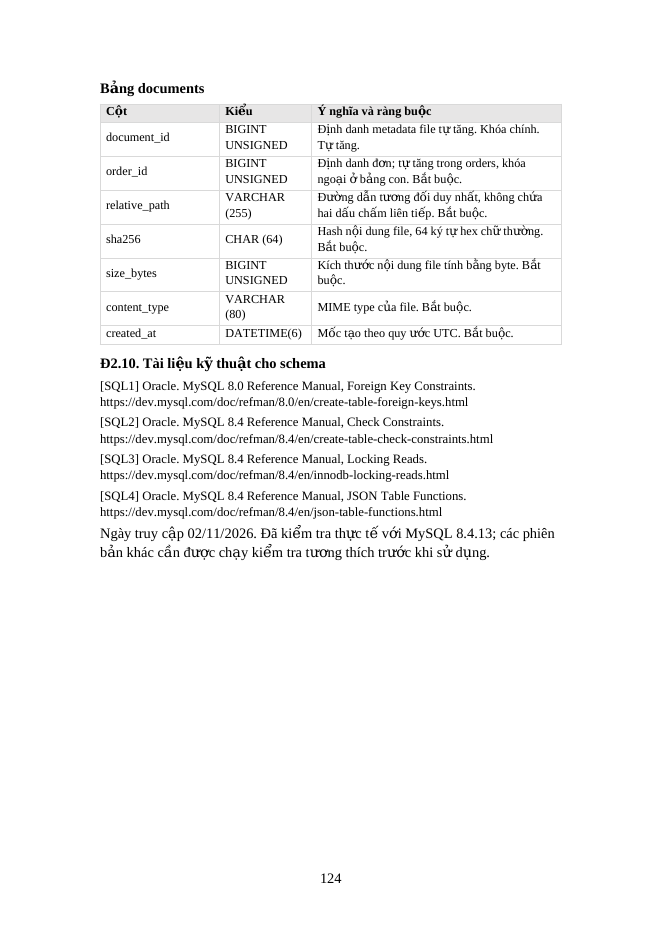 Bảng documents
Cột Kiểu Ý nghĩa và ràng buộc
document_id BIGINT UNSIGNED Định danh metadata file tự tăng. Khóa chính. Tự tăng.
order_id BIGINT UNSIGNED Định danh đơn; tự tăng trong orders, khóa ngoại ở bảng con. Bắt buộc.
relative_path VARCHAR (255) Đường dẫn tương đối duy nhất, không chứa hai dấu chấm liên tiếp. Bắt buộc.
sha256 CHAR (64) Hash nội dung file, 64 ký tự hex chữ thường. Bắt buộc.
size_bytes BIGINT UNSIGNED Kích thước nội dung file tính bằng byte. Bắt buộc.
content_type VARCHAR (80) MIME type của file. Bắt buộc.
created_at DATETIME(6) Mốc tạo theo quy ước UTC. Bắt buộc.
Đ2.10. Tài liệu kỹ thuật cho schema
[SQL1] Oracle. MySQL 8.0 Reference Manual, Foreign Key Constraints.
https://dev.mysql.com/doc/refman/8.0/en/create-table-foreign-keys.html
[SQL2] Oracle. MySQL 8.4 Reference Manual, Check Constraints.
https://dev.mysql.com/doc/refman/8.4/en/create-table-check-constraints.html
[SQL3] Oracle. MySQL 8.4 Reference Manual, Locking Reads.
https://dev.mysql.com/doc/refman/8.4/en/innodb-locking-reads.html
[SQL4] Oracle. MySQL 8.4 Reference Manual, JSON Table Functions.
https://dev.mysql.com/doc/refman/8.4/en/json-table-functions.html
Ngày truy cập 02/11/2026. Đã kiểm tra thực tế với MySQL 8.4.13; các phiên
bản khác cần được chạy kiểm tra tương thích trước khi sử dụng.
124